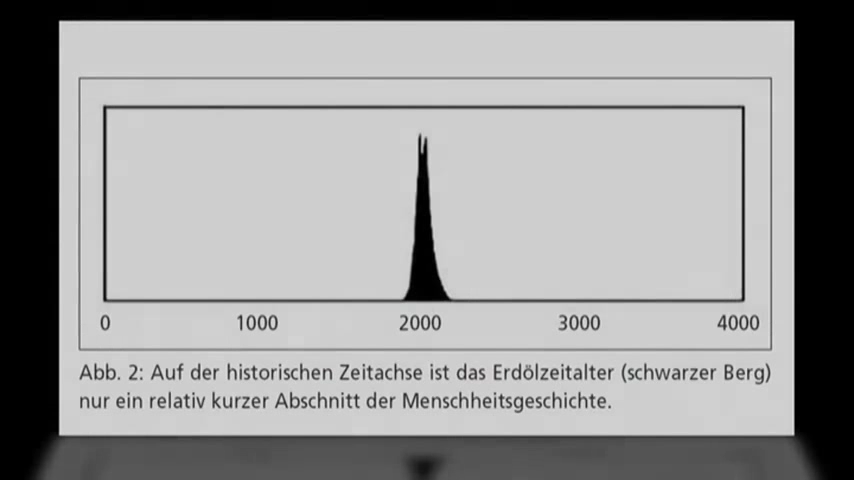 0 1000 2000 3000 4000
Abb. 2: Auf der historischen Zeitachse ist das Erdölzeitalter (schwarzer Berg)
nur ein relativ kurzer Abschnitt der Menschheitsgeschichte.